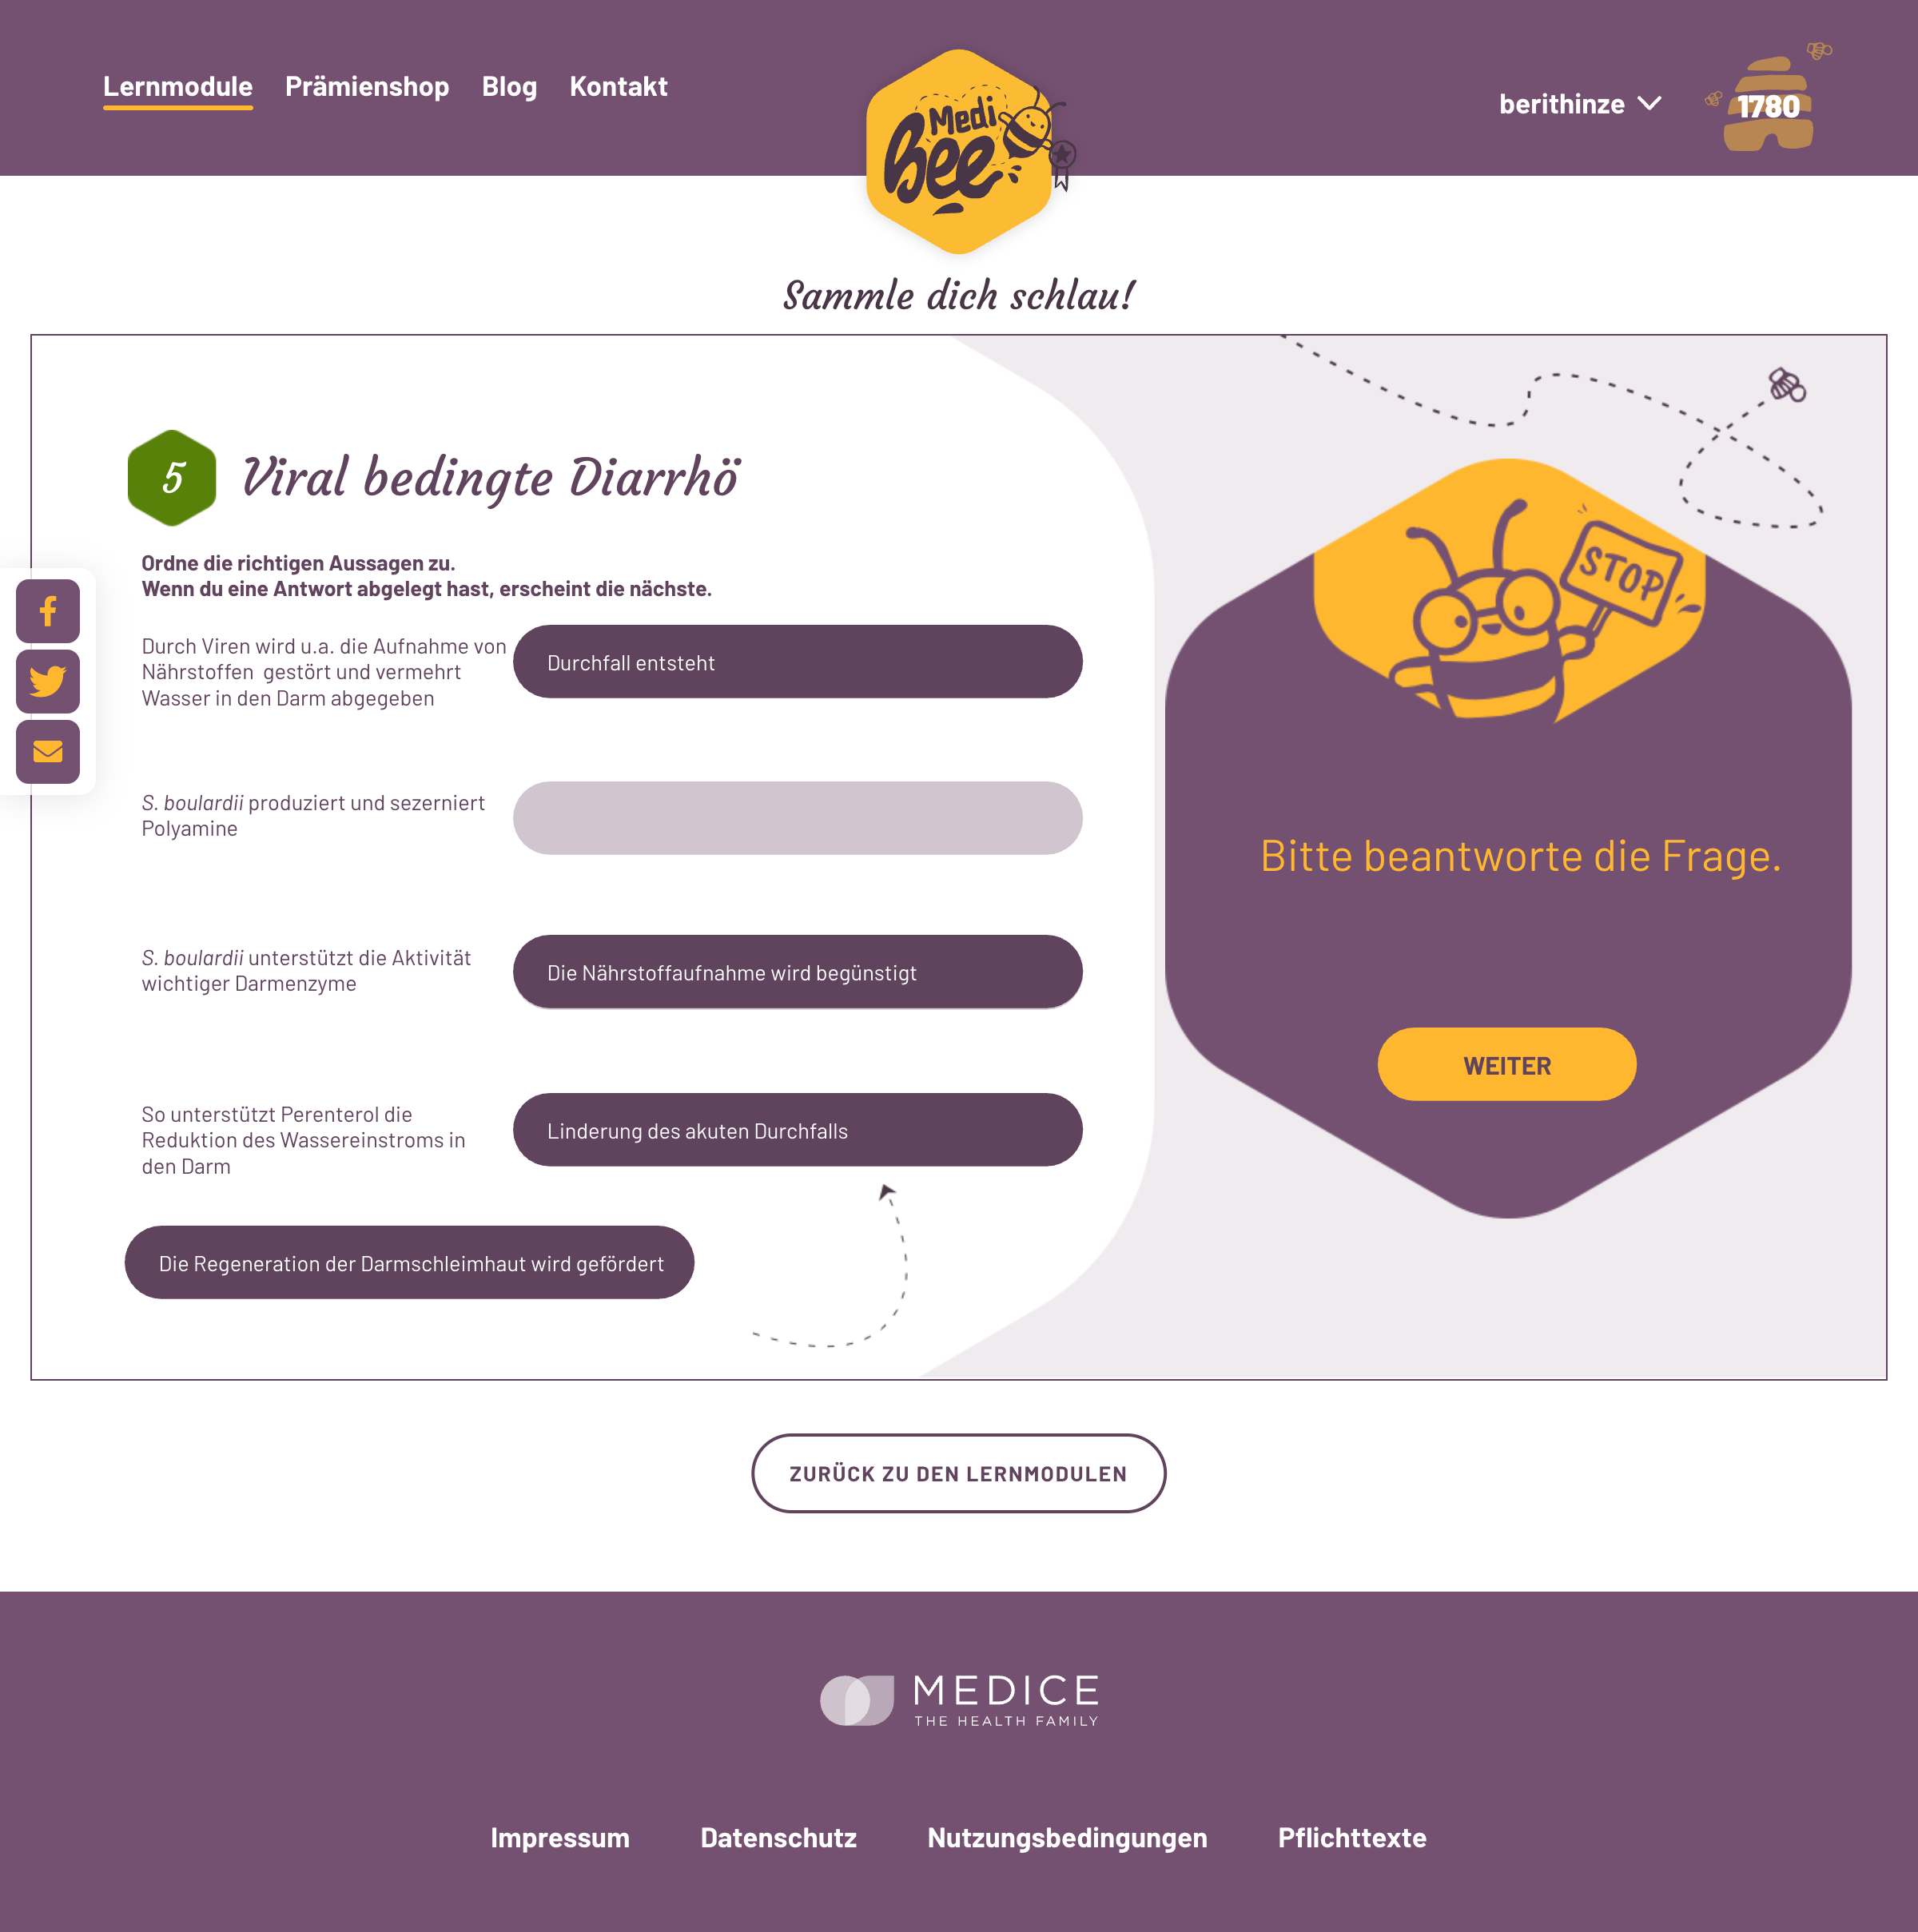 Lernmodule Prämienshop Blog Kontakt
Medi
bee
berithinze
1780
Sammle dich schlau!
5 Viral bedingte Diarrhö
Ordne die richtigen Aussagen zu.
Wenn du eine Antwort abgelegt hast, erscheint die nächste.
Durch Viren wird u.a. die Aufnahme von
Nährstoffen gestört und vermehrt
Wasser in den Darm abgegeben
Durchfall entsteht
S. boulardii produziert und sezerniert
Polyamine
S. boulardii unterstützt die Aktivität
wichtiger Darmenzyme
Die Nährstoffaufnahme wird begünstigt
So unterstützt Perenterol die
Reduktion des Wassereinstroms in
den Darm
Linderung des akuten Durchfalls
Die Regeneration der Darmschleimhaut wird gefördert
STOP
Bitte beantworte die Frage.
WEITER
ZURÜCK ZU DEN LERNMODULEN
MEDICE
THE HEALTH FAMILY
Impressum Datenschutz Nutzungsbedingungen Pflichttexte